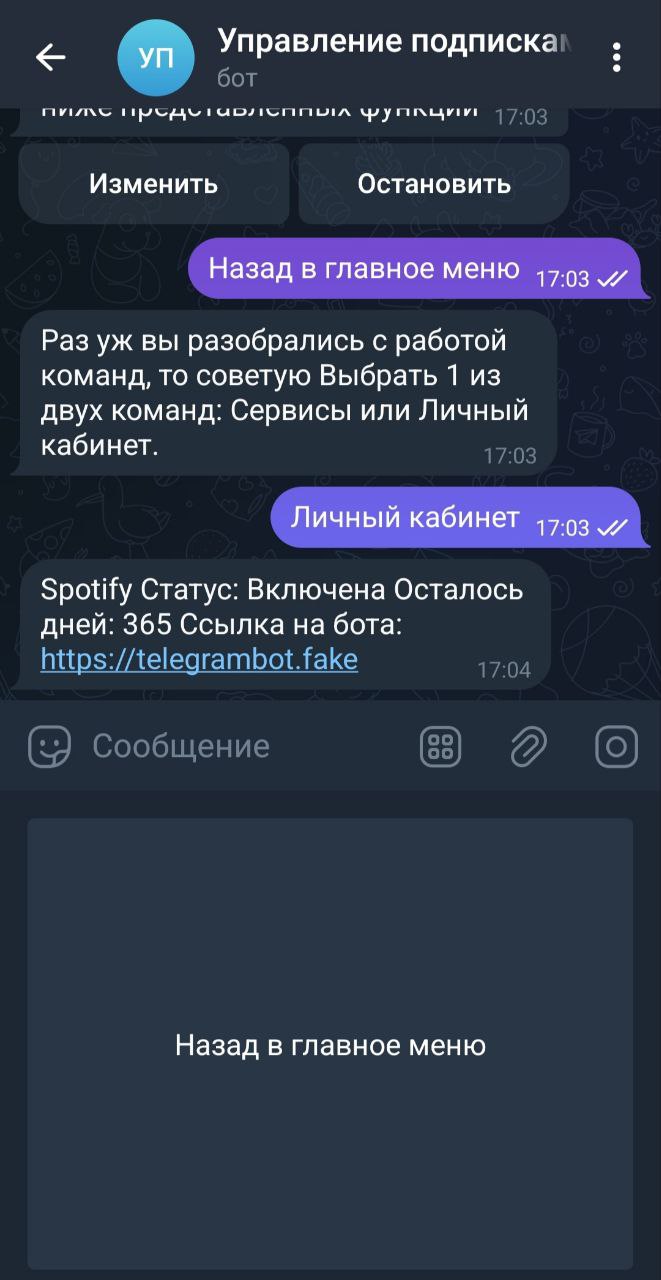 УП
Управление подпискам
бот
ниже представленных функций 17:03
Изменить
Остановить
Назад в главное меню 17:03
Раз уж вы разобрались с работой
команд, то советую Выбрать 1 из
двух команд: Сервисы или Личный
кабинет. 17:03
Личный кабинет 17:03
Spotify Статус: Включена Осталось
дней: 365 Ссылка на бота:
https://telegrambot.fake 17:04
Сообщение
Назад в главное меню